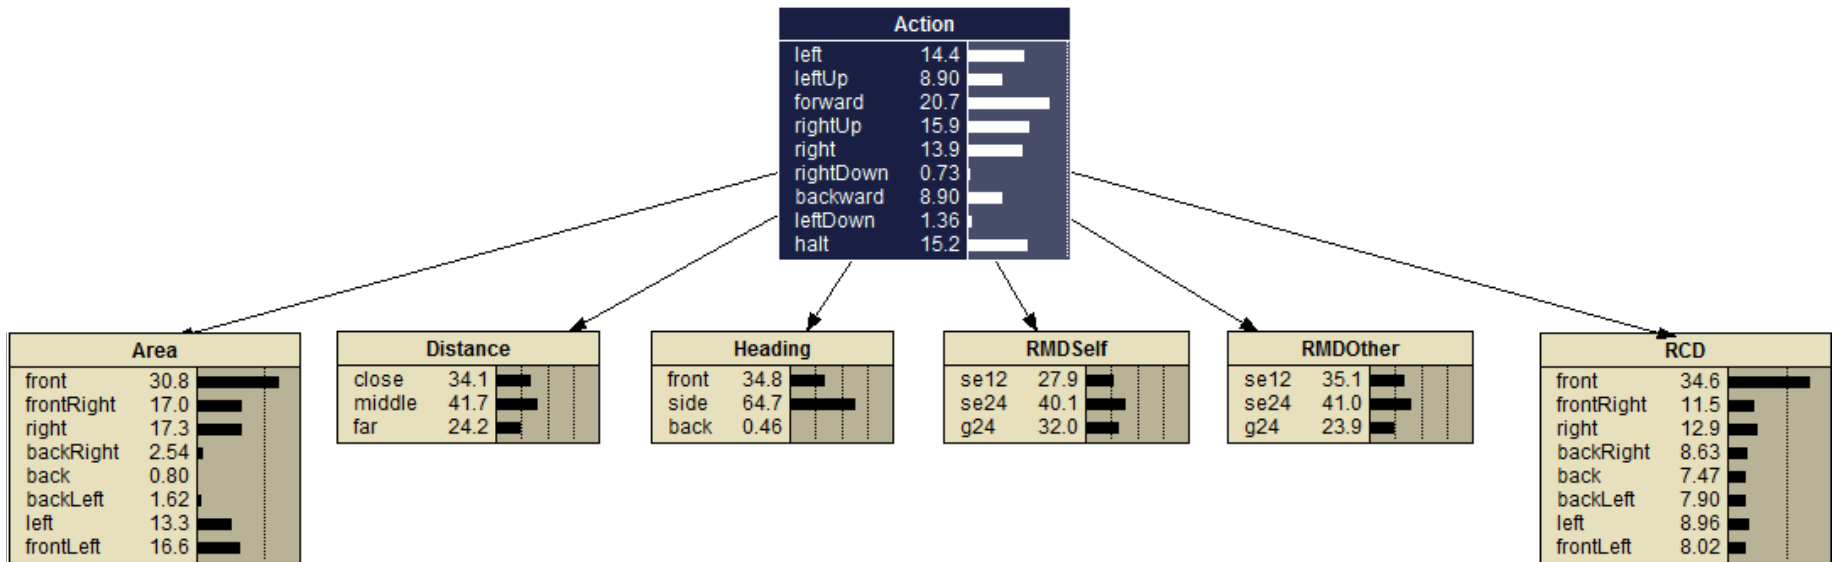 Action
left 14.4
leftUp 8.90
forward 20.7
rightUp 15.9
right 13.9
rightDown 0.73
backward 8.90
leftDown 1.36
halt 15.2
Area
front 30.8
frontRight 17.0
right 17.3
backRight 2.54
back 0.80
backLeft 1.62
left 13.3
frontLeft 16.6
Distance
close 34.1
middle 41.7
far 24.2
Heading
front 34.8
side 64.7
back 0.46
RMDSelf
se12 27.9
se24 40.1
g24 32.0
RMDOther
se12 35.1
se24 41.0
g24 23.9
RCD
front 34.6
frontRight 11.5
right 12.9
backRight 8.63
back 7.47
backLeft 7.90
left 8.96
frontLeft 8.02